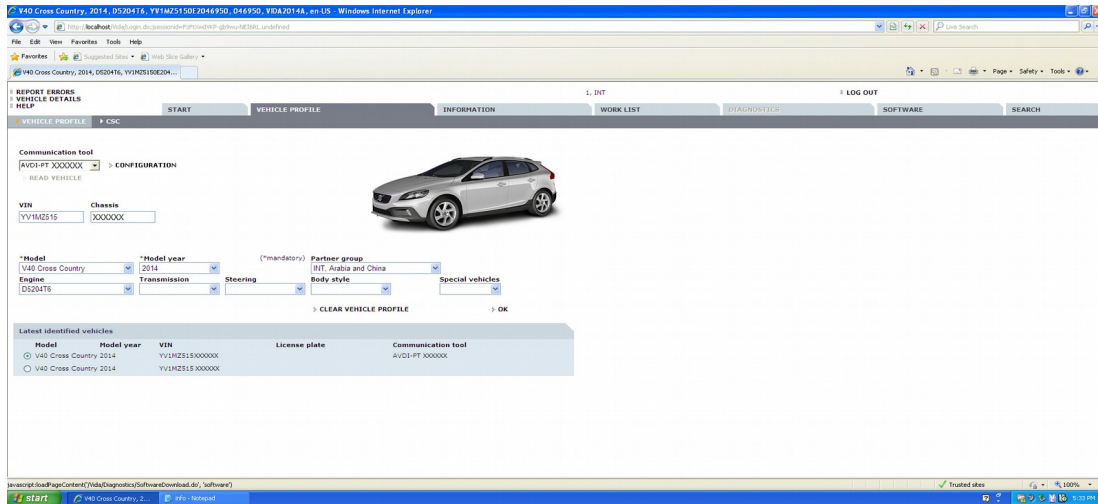 V40 Cross Country, 2014, D5204T6, YV1MZ5150E2046950, 046950, VIDA2014A, en-US - Windows Internet Explorer
Live Search
File Edit View Favorites Tools Help
Favorites Suggested Sites Web Slice Gallery
V40 Cross Country, 2014, D5204T6, YV1MZ5150E204...
Page Safety Tools
REPORT ERRORS
VEHICLE DETAILS
HELP
1, INT
LOG OUT
START VEHICLE PROFILE INFORMATION WORK LIST DIAGNOSTICS SOFTWARE SEARCH
VEHICLE PROFILE CSC
Communication tool
AVDI-PT XXXXXX CONFIGURATION
READ VEHICLE
VIN Chassis
YV1MZ515 XXXXXX
*Model *Model year (*mandatory) Partner group
V40 Cross Country 2014 INT, Arabia and China
Engine Transmission Steering Body style Special vehicles
D5204T6
CLEAR VEHICLE PROFILE OK
Latest identified vehicles
Model Model year VIN License plate Communication tool
V40 Cross Country 2014 YV1MZ515XXXXXX AVDI-PT XXXXXX
V40 Cross Country 2014 YV1MZ515 XXXXXX
javascript:loadPageContent('/Vida/Diagnostics/SoftwareDownload.do', 'software')
Trusted sites 100%
start V40 Cross Country, 2... info - Notepad 5:33 PM